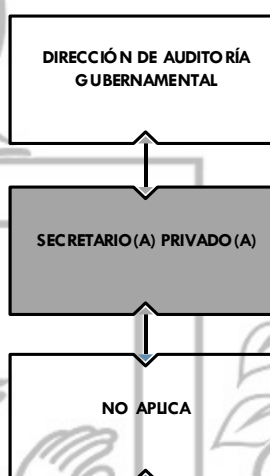 DIRECCIÓN DE AUDITORÍA
GUBERNAMENTAL
SECRETARIO(A) PRIVADO(A)
NO APLICA